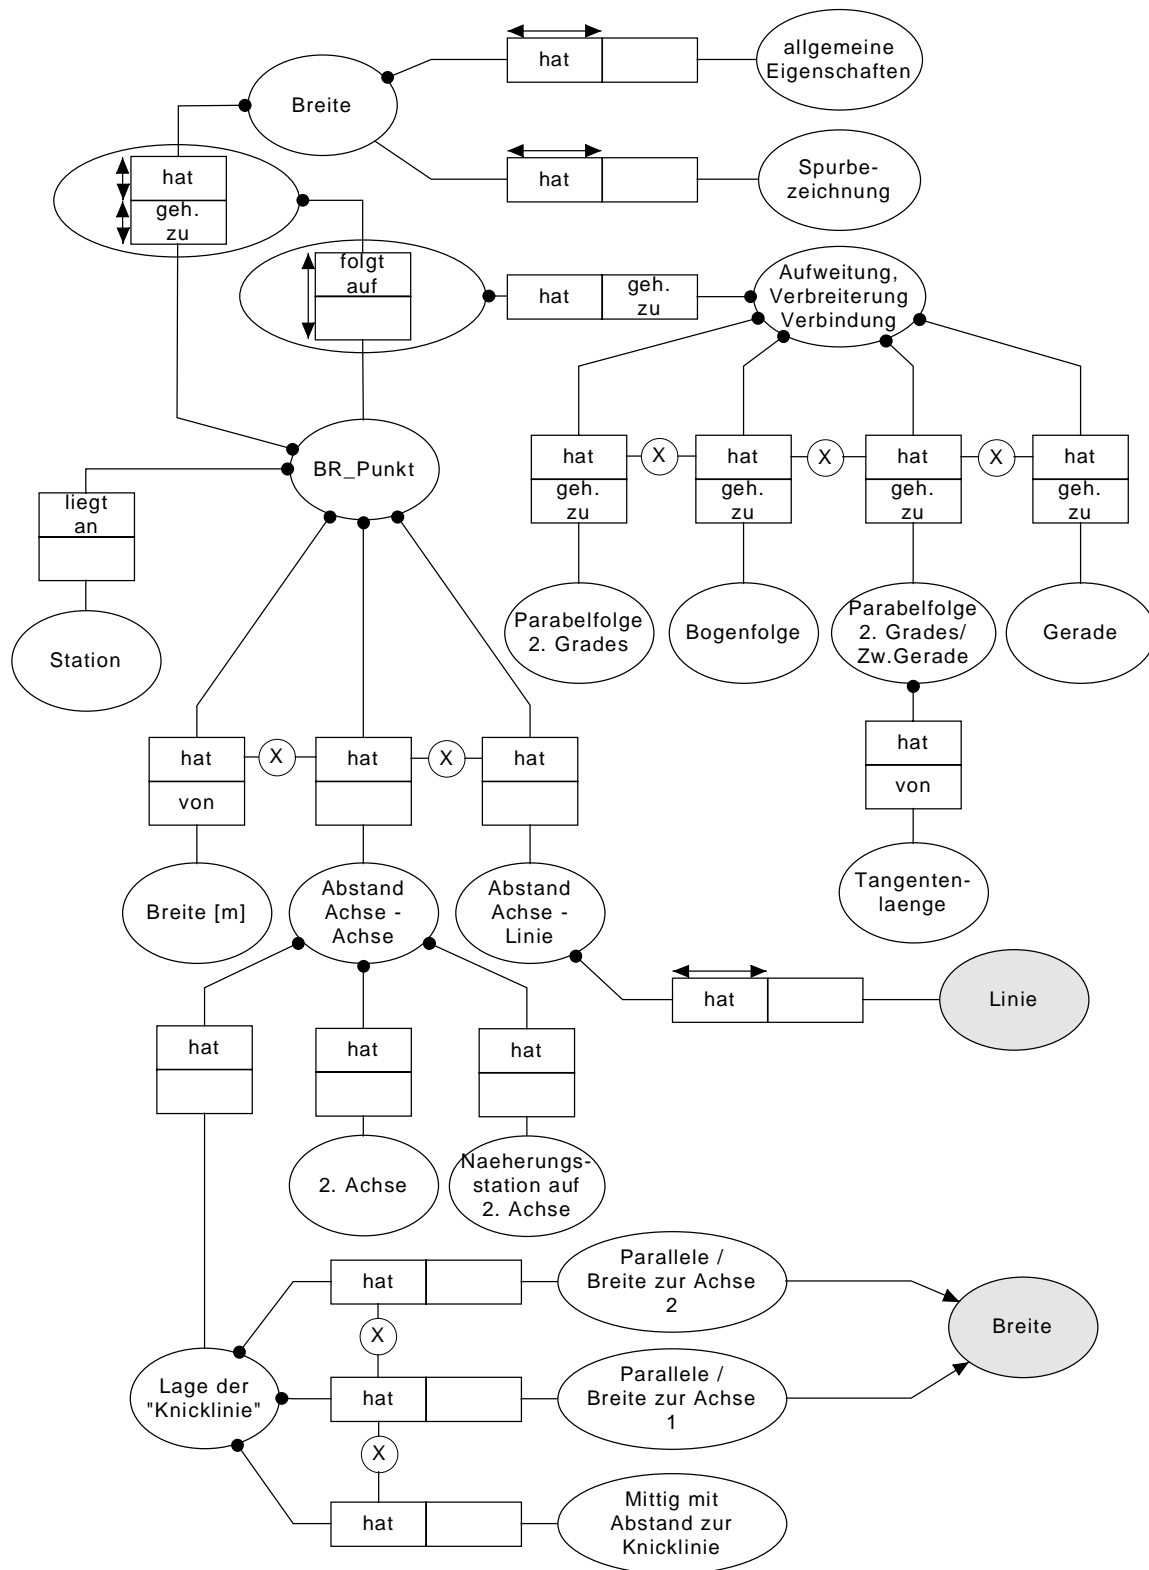 hat
allgemeine
Eigenschaften
Breite
hat
Spurbe-
zeichnung
hat
geh.
zu
folgt
auf
hat
geh.
zu
Aufweitung,
Verbreiterung
Verbindung
BR_Punkt
liegt
an
Station
hat
geh.
zu
X
hat
geh.
zu
X
hat
geh.
zu
X
hat
geh.
zu
Parabelfolge
2. Grades
Bogenfolge
Parabelfolge
2. Grades/
Zw.Gerade
Gerade
hat
von
Tangenten-
laenge
hat
von
X
hat
X
hat
Breite [m]
Abstand
Achse -
Achse
Abstand
Achse -
Linie
hat
Linie
hat
hat
hat
2. Achse
Naeherungs-
station auf
2. Achse
hat
Parallele /
Breite zur Achse
2
X
Breite
Lage der
"Knicklinie"
hat
Parallele /
Breite zur Achse
1
X
hat
Mittig mit
Abstand zur
Knicklinie